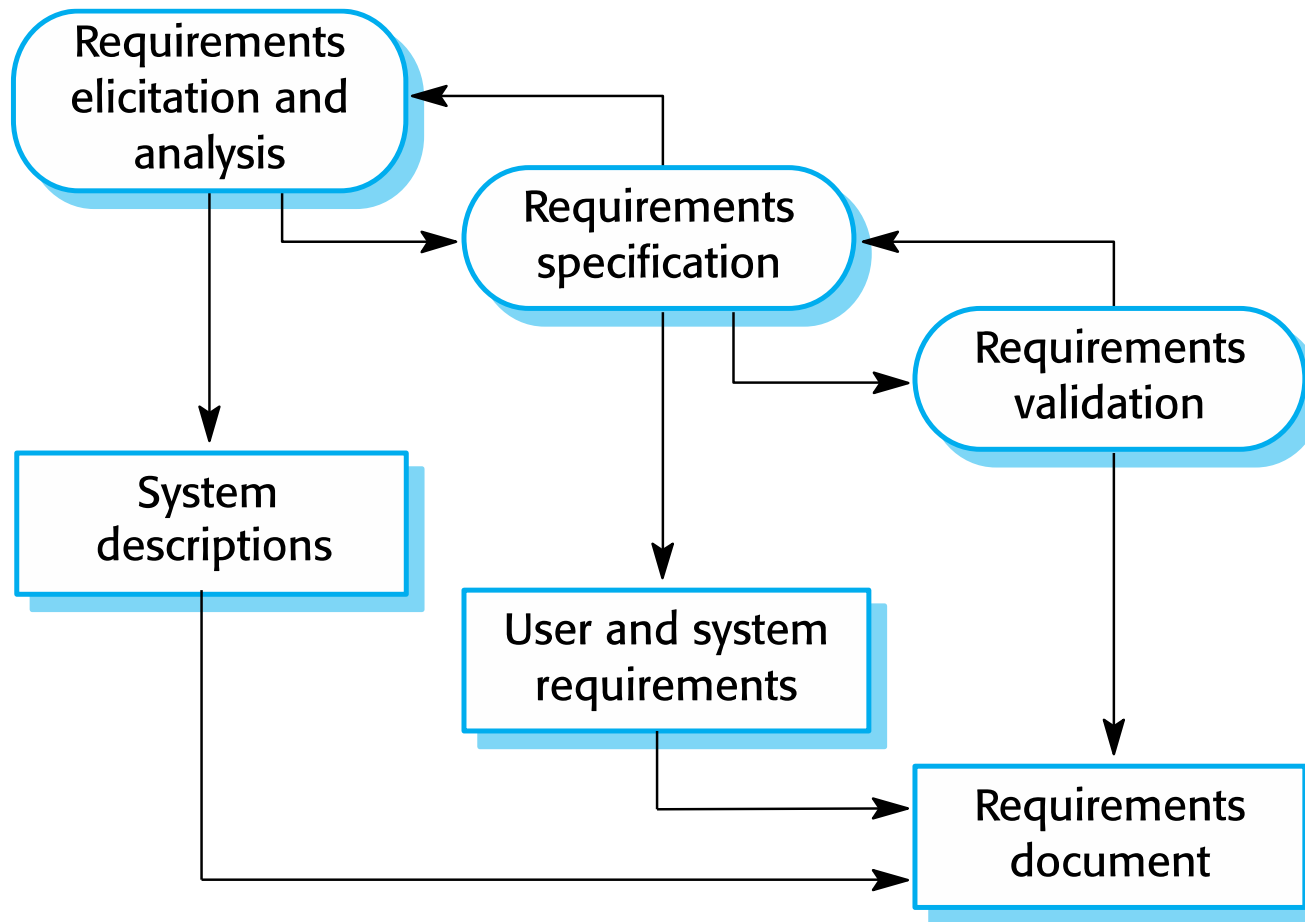 Requirements
elicitation and
analysis
Requirements
specification
Requirements
validation
System
descriptions
User and system
requirements
Requirements
document